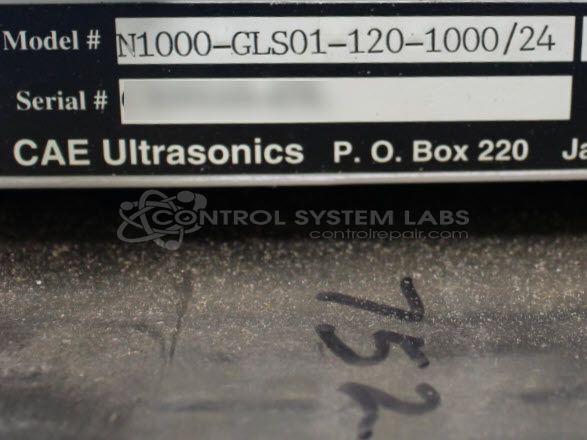 Model # N1000-GLS01-120-1000/24
Serial #
CAE Ultrasonics P. O. Box 220 Ja
CONTROL SYSTEM LABS
controlrepair.com
752